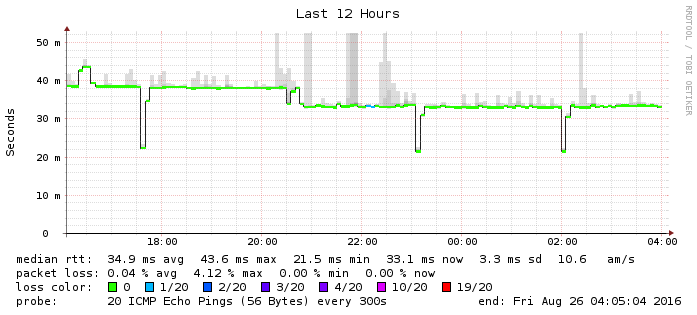 Last 12 Hours
RRDTOOL / TOBI OETIKER
Seconds
50 m
40 m
30 m
20 m
10 m
0
18:00 20:00 22:00 00:00 02:00 04:00
median rtt: 34.9 ms avg 43.6 ms max 21.5 ms min 33.1 ms now 3.3 ms sd 10.6 am/s
packet loss: 0.04 % avg 4.12 % max 0.00 % min 0.00 % now
loss color: 0 1/20 2/20 3/20 4/20 10/20 19/20
probe: 20 ICMP Echo Pings (56 Bytes) every 300s end: Fri Aug 26 04:05:04 2016